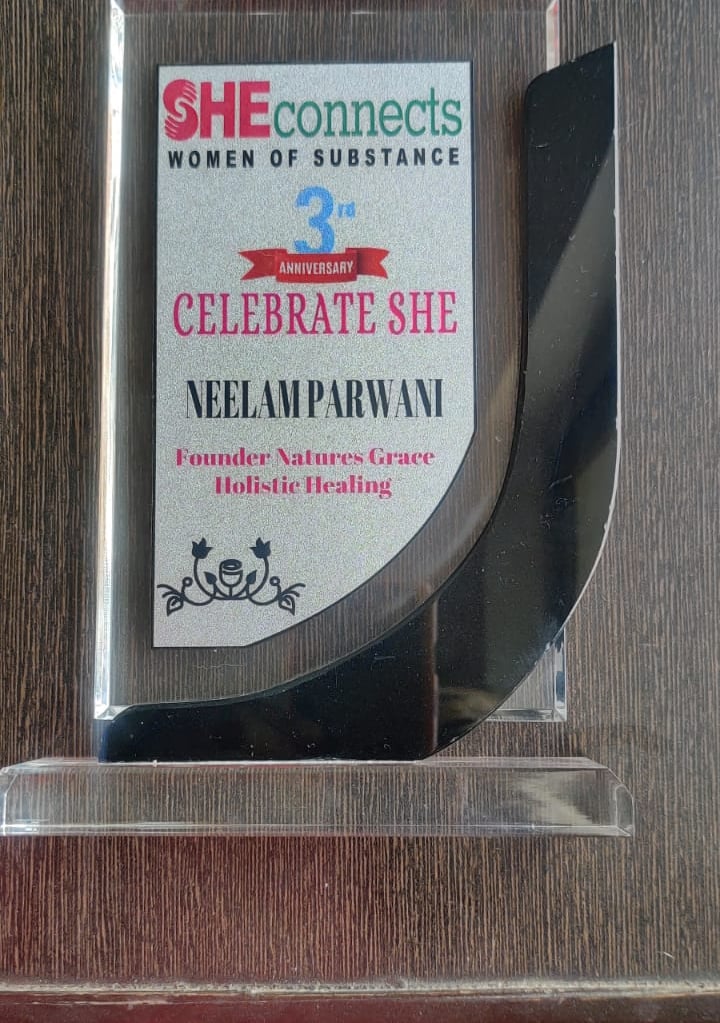 SHEconnects
WOMEN OF SUBSTANCE
3rd
ANNIVERSARY
CELEBRATE SHE
NEELAM PARWANI
Founder Natures Grace
Holistic Healing